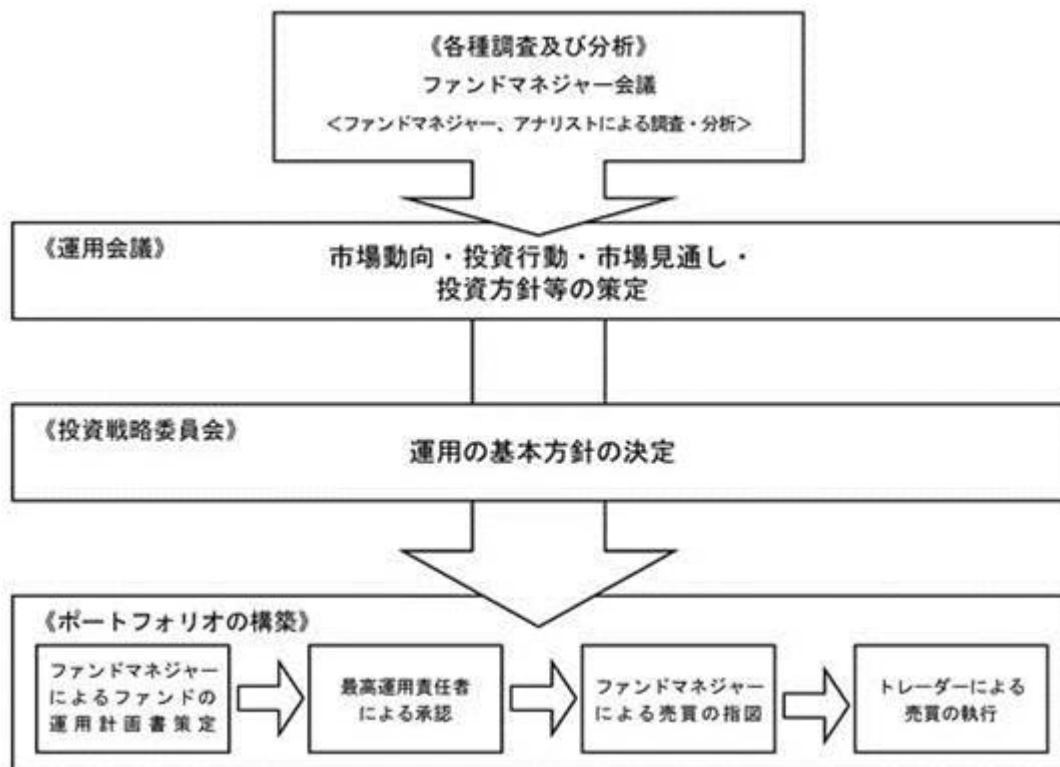 《各種調査及び分析》
ファンドマネジャー会議
<ファンドマネジャー、アナリストによる調査・分析>
《運用会議》
市場動向・投資行動・市場見通し・
投資方針等の策定
《投資戦略委員会》
運用の基本方針の決定
《ポートフォリオの構築》
ファンドマネジャー
によるファンドの
運用計画書策定
最高運用責任者
による承認
ファンドマネジャー
による売買の指図
トレーダーによる
売買の執行